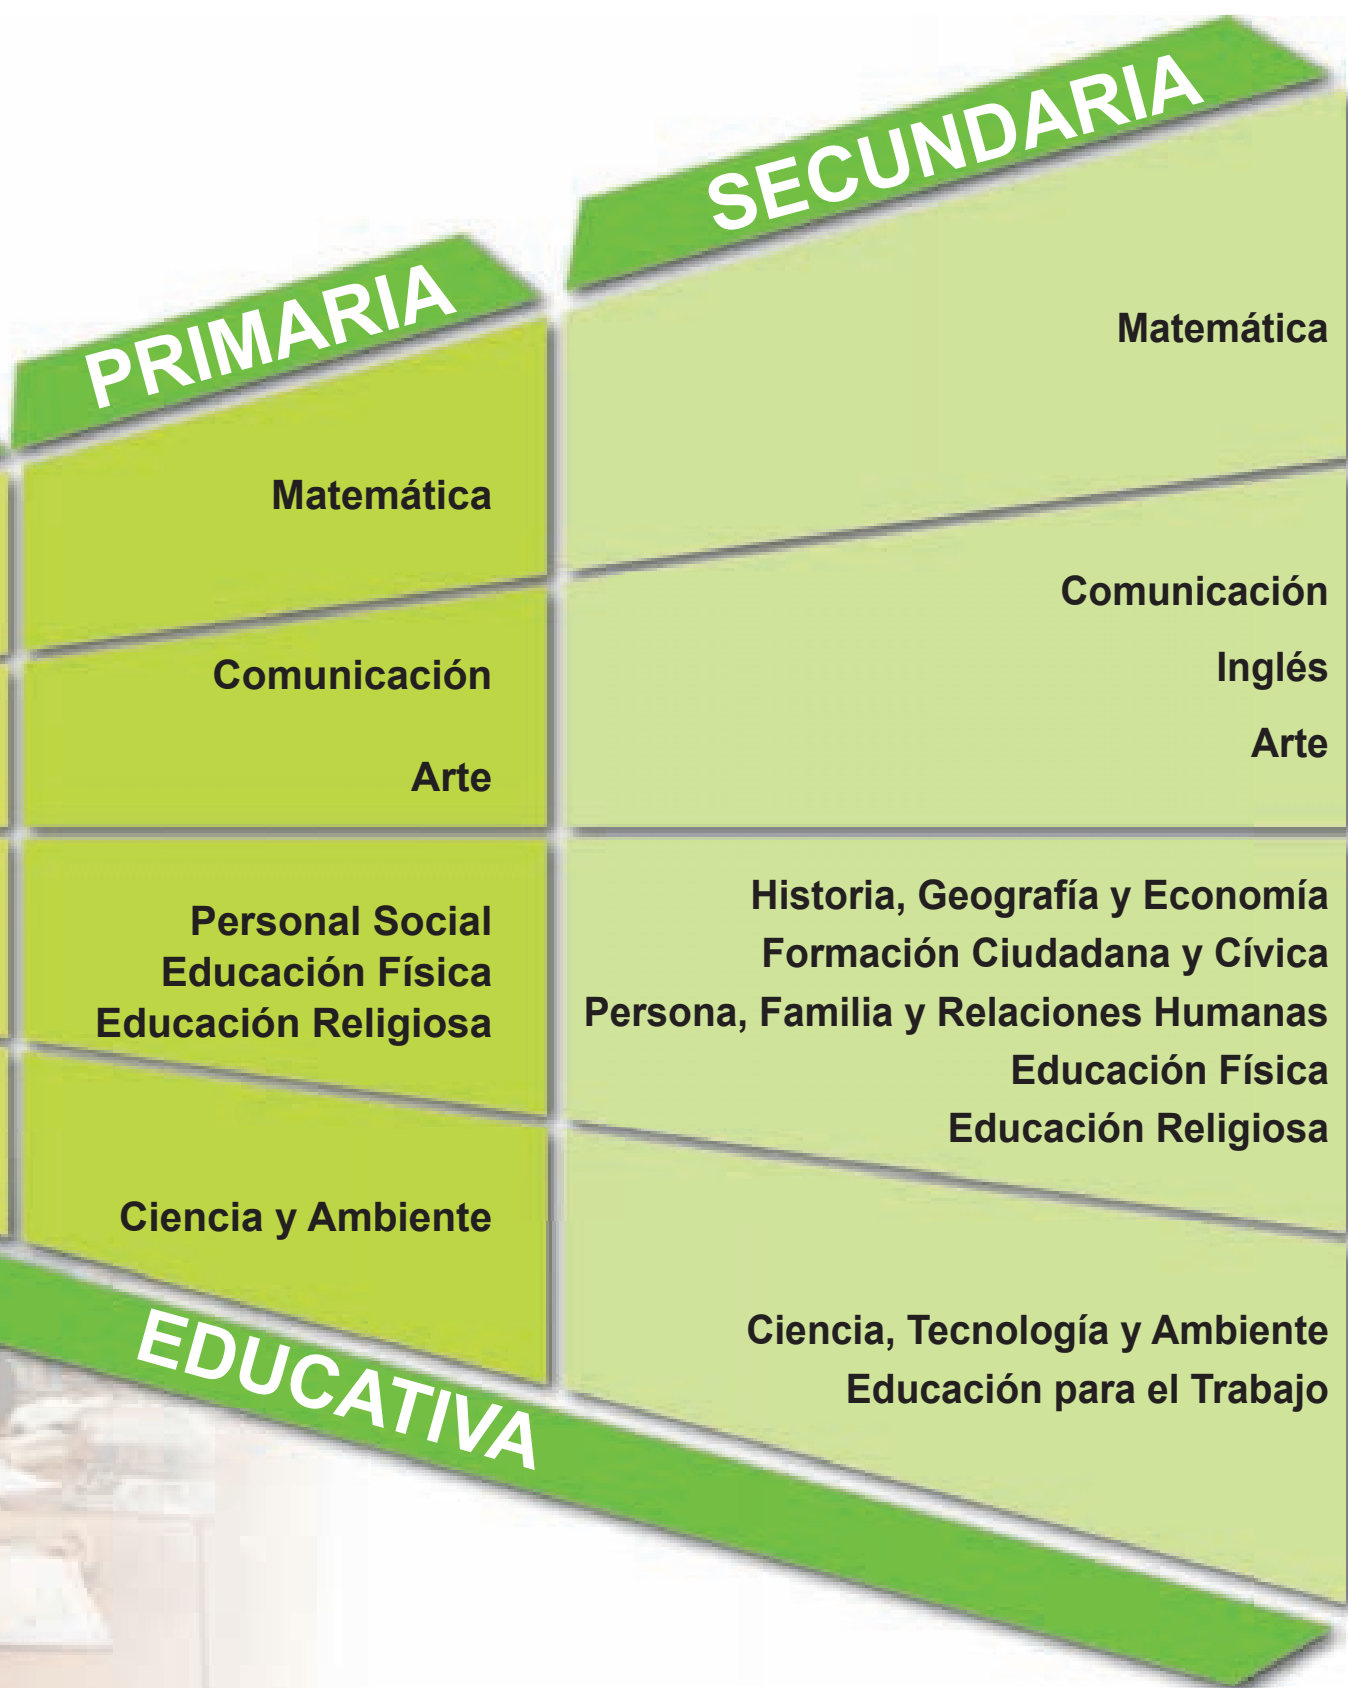 PRIMARIA
Matemática
Comunicación
Arte
Personal Social
Educación Física
Educación Religiosa
Ciencia y Ambiente
SECUNDARIA
Matemática
Comunicación
Inglés
Arte
Historia, Geografía y Economía
Formación Ciudadana y Cívica
Persona, Familia y Relaciones Humanas
Educación Física
Educación Religiosa
Ciencia, Tecnología y Ambiente
Educación para el Trabajo
EDUCATIVA